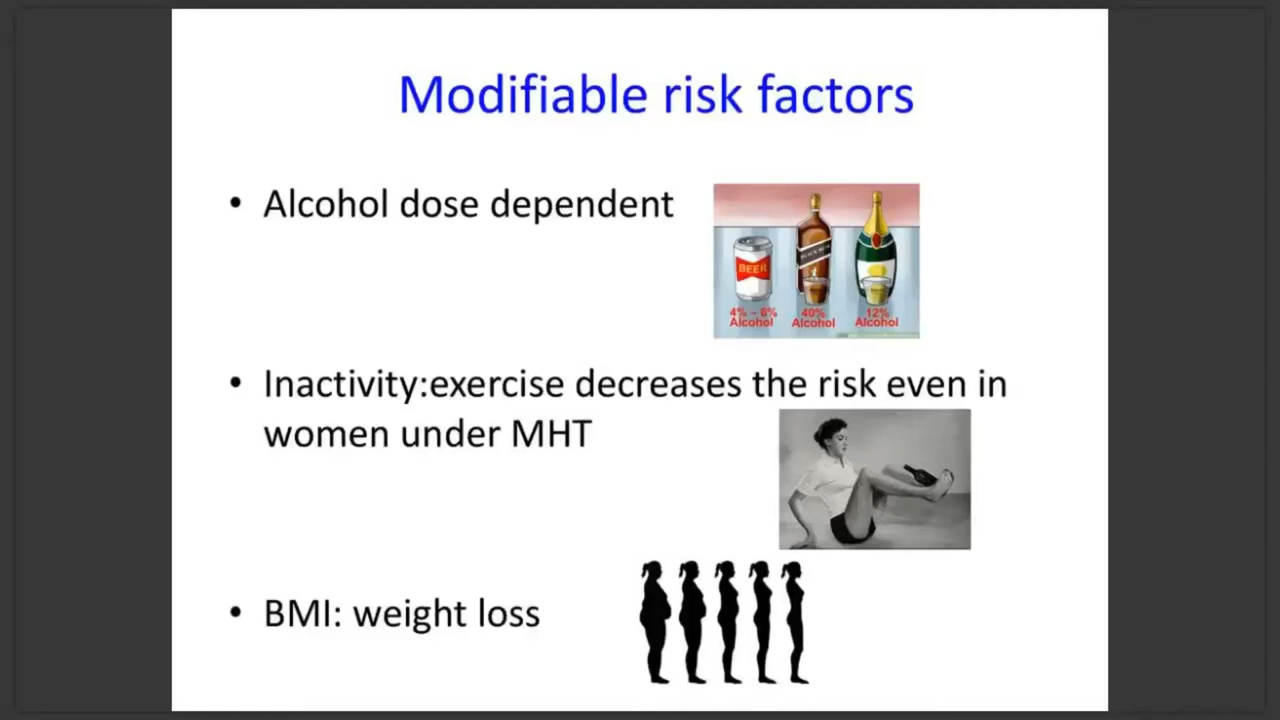 Modifiable risk factors
• Alcohol dose dependent
BEER
4% – 6% Alcohol
40% Alcohol
12% Alcohol
• Inactivity:exercise decreases the risk even in
women under MHT
• BMI: weight loss